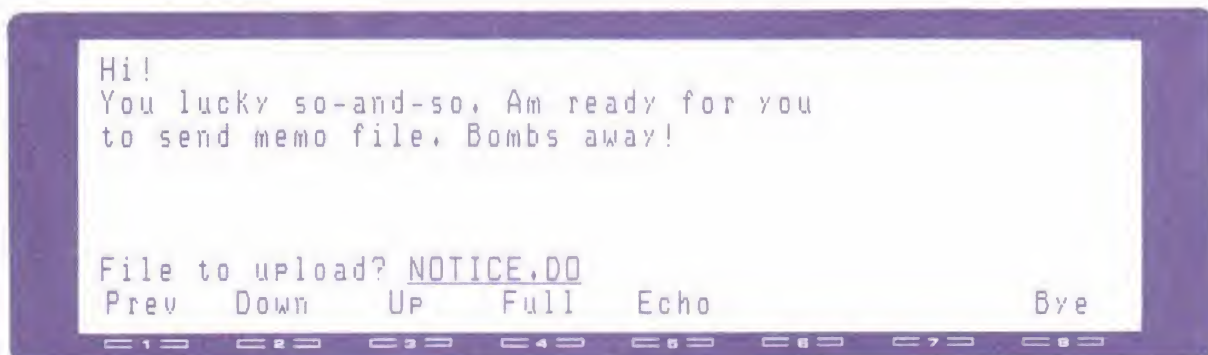 Hi!
You lucky so-and-so. Am ready for you
to send memo file. Bombs away!
File to upload? NOTICE.DO
Prev Down Up Full Echo Bye
1 2 3 4 5 6 7 8